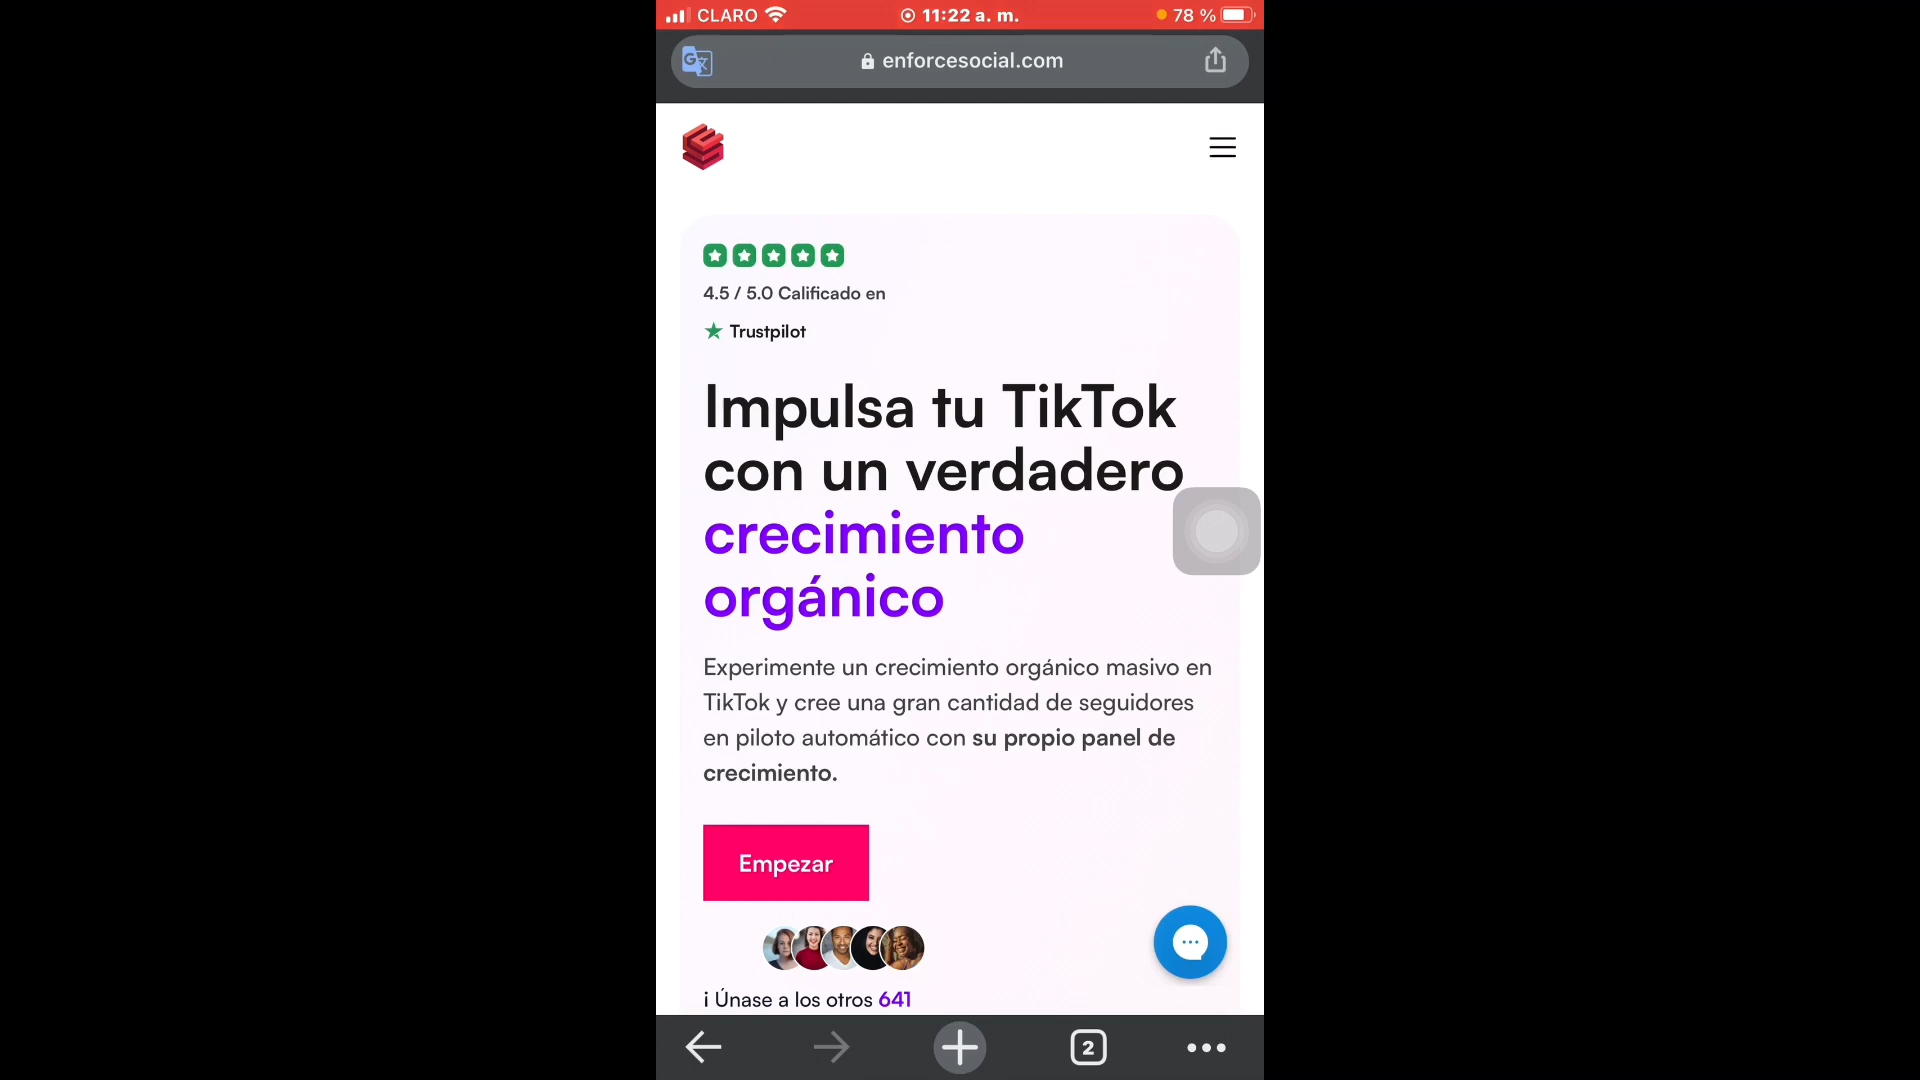 CLARO
11:22 a. m.
78 %
enforcesocial.com
4.5 / 5.0 Calificado en
Trustpilot
Impulsa tu TikTok
con un verdadero
crecimiento
orgánico
Experimente un crecimiento orgánico masivo en
TikTok y cree una gran cantidad de seguidores
en piloto automático con su propio panel de
crecimiento.
Empezar
¡ Únase a los otros 641
2